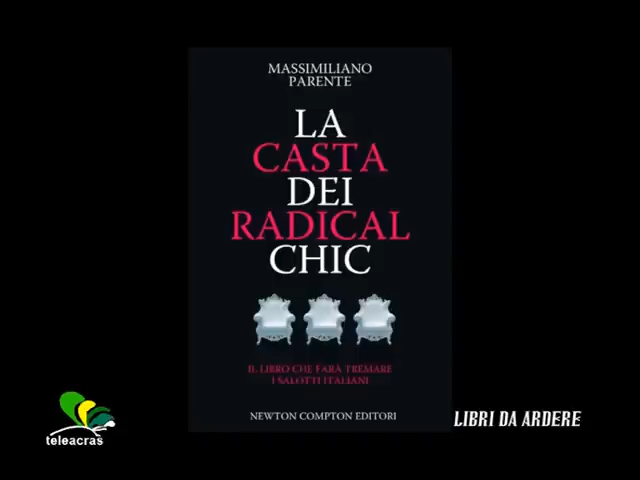 MASSIMILIANO
PARENTE
LA
CASTA
DEI
RADICAL
CHIC
IL LIBRO CHE FARÀ TREMARE
I SALOTTI ITALIANI
NEWTON COMPTON EDITORI
LIBRI DA ARDERE
teleacras